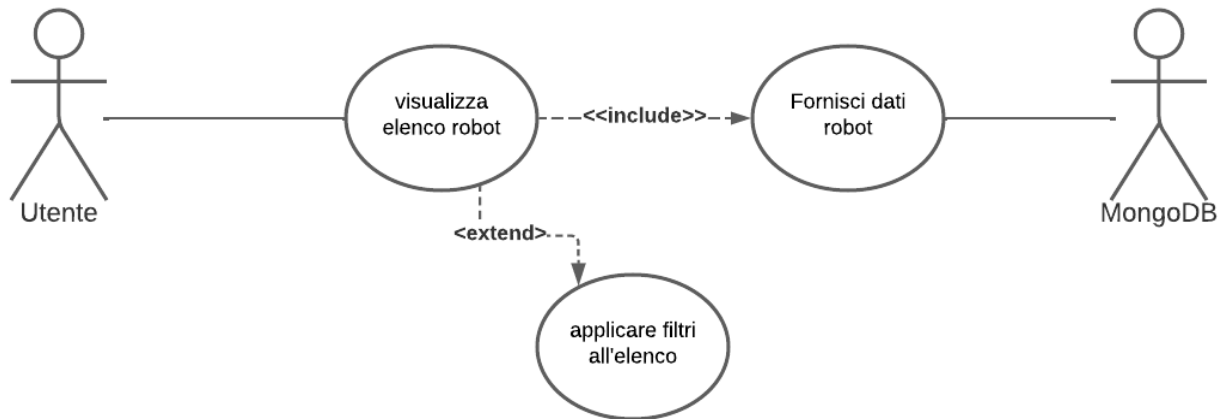 visualizza
elenco robot
<<include>>
Fornisci dati
robot
Utente
MongoDB
<extend>
applicare filtri
all'elenco